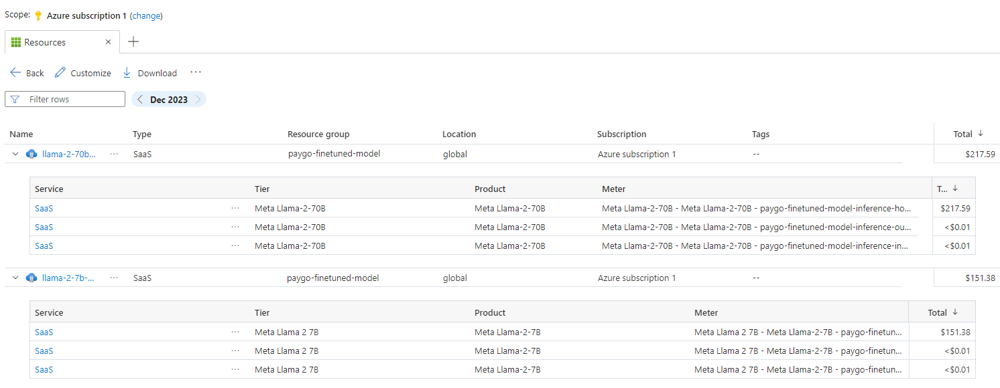 Scope: Azure subscription 1 (change)
Resources
Back Customize Download ...
Filter rows Dec 2023
Name Type Resource group Location Subscription Tags Total
llama-2-70b... ... SaaS paygo-finetuned-model global Azure subscription 1 -- $217.59
Service Tier Product Meter T...
SaaS ... Meta Llama-2-70B Meta Llama-2-70B Meta Llama-2-70B - Meta Llama-2-70B - paygo-finetuned-model-inference-ho... $217.59
SaaS ... Meta Llama-2-70B Meta Llama-2-70B Meta Llama-2-70B - Meta Llama-2-70B - paygo-finetuned-model-inference-ou... <$0.01
SaaS ... Meta Llama-2-70B Meta Llama-2-70B Meta Llama-2-70B - Meta Llama-2-70B - paygo-finetuned-model-inference-in... <$0.01
llama-2-7b-... ... SaaS paygo-finetuned-model global Azure subscription 1 -- $151.38
Service Tier Product Meter Total
SaaS ... Meta Llama 2 7B Meta Llama-2-7B Meta Llama 2 7B - Meta Llama-2-7B - paygo-finetun... $151.38
SaaS ... Meta Llama 2 7B Meta Llama-2-7B Meta Llama 2 7B - Meta Llama-2-7B - paygo-finetun... <$0.01
SaaS ... Meta Llama 2 7B Meta Llama-2-7B Meta Llama 2 7B - Meta Llama-2-7B - paygo-finetun... <$0.01